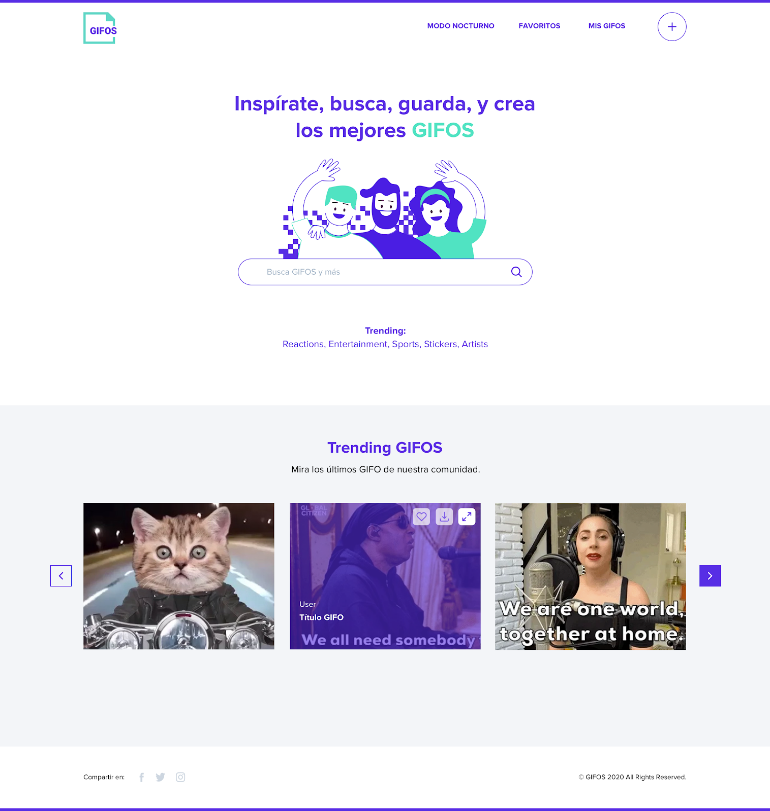 GIFOS
MODO NOCTURNO
FAVORITOS
MIS GIFOS
Inspírate, busca, guarda, y crea
los mejores GIFOS
Busca GIFOS y más
Trending:
Reactions, Entertainment, Sports, Stickers, Artists
Trending GIFOS
Mira los últimos GIFO de nuestra comunidad.
GLOBAL
CITIZEN
User
Título GIFO
We all need somebody
We are one world,
together at home.
Compartir en:
© GIFOS 2020 All Rights Reserved.